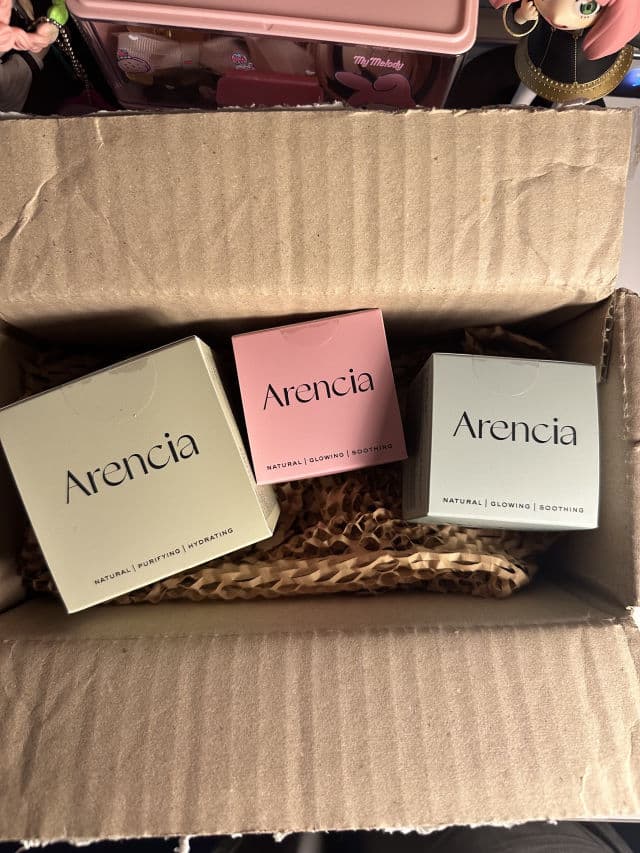 My Melody
Arencia
NATURAL | PURIFYING | HYDRATING
Arencia
NATURAL | GLOWING | SOOTHING
Arencia
NATURAL | GLOWING | SOOTHING